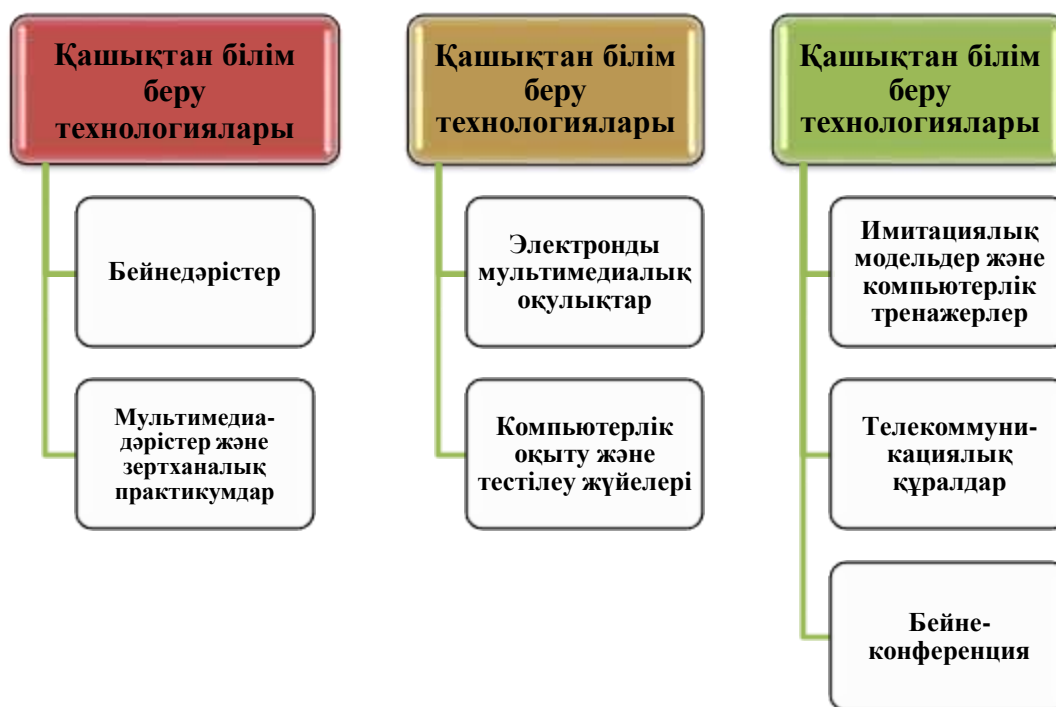 Қашықтан білім
беру
технологиялары
Бейнедәрістер
Мультимедиа-
дәрістер және
зертханалық
практикумдар
Қашықтан білім
беру
технологиялары
Электронды
мультимедиалық
оқулықтар
Компьютерлік
оқыту және
тестілеу жүйелері
Қашықтан білім
беру
технологиялары
Имитациялық
модельдер және
компьютерлік
тренажерлер
Телекоммуни-
кациялық
құралдар
Бейне-
конференция